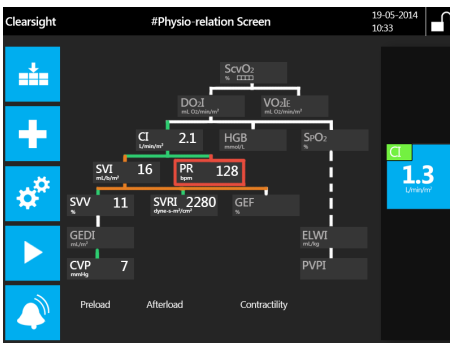 Clearsight #Physio-relation Screen 19-05-2014
10:33
ScvO₂
%
DO₂I VO₂Iᴇ
mL O₂/min/m² mL O₂/min/m²
CI 2.1 HGB SpO₂
L/min/m² mmol/L %
SVI 16 PR 128
mL/b/m² bpm
SVV 11 SVRI 2280 GEF
% dyne-s-m²/cm⁵ %
GEDI ELWI
mL/m² mL/kg
CVP 7 PVPI
mmHg
Preload Afterload Contractility
CI
1.3
L/min/m²